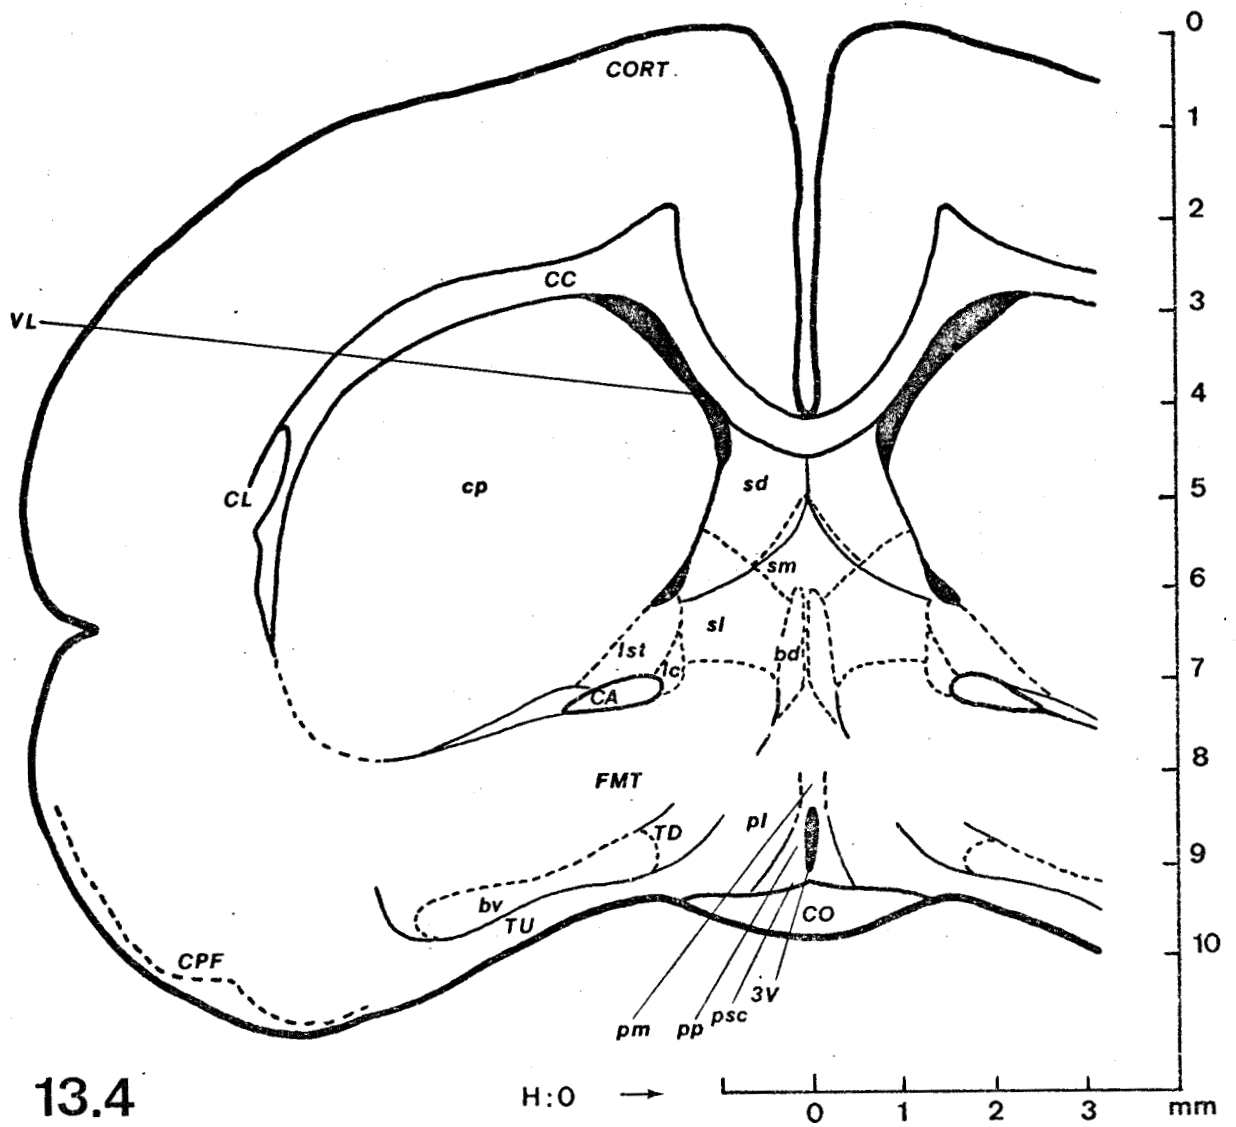 0
CORT.
1
2
CC
3
VL
4
cp
sd
5
CL
sm
6
sl
lst
bd
lc
7
CA
8
FMT
pl
TD
9
bv
CO
TU
10
CPF
3V
psc
pm
pp
13.4
H:0 →
0
1
2
3
mm